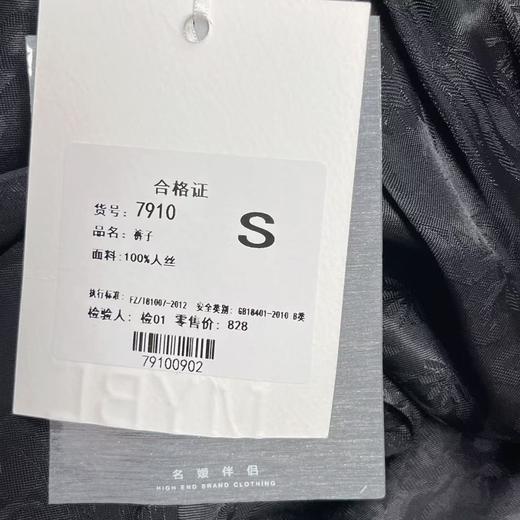 合格证
货号: 7910
S
品名: 裤子
面料: 100%人丝
执行标准: FZ/T81007-2012 安全类别: GB18401-2010 B类
检验人: 检01 零售价: 828
79100902
名媛伴侣
HIGH END BRAND CLOTHING